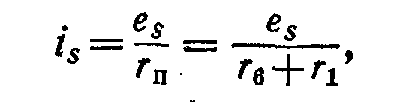 i_s = e_s / r_п = e_s / (r_б + r_1),